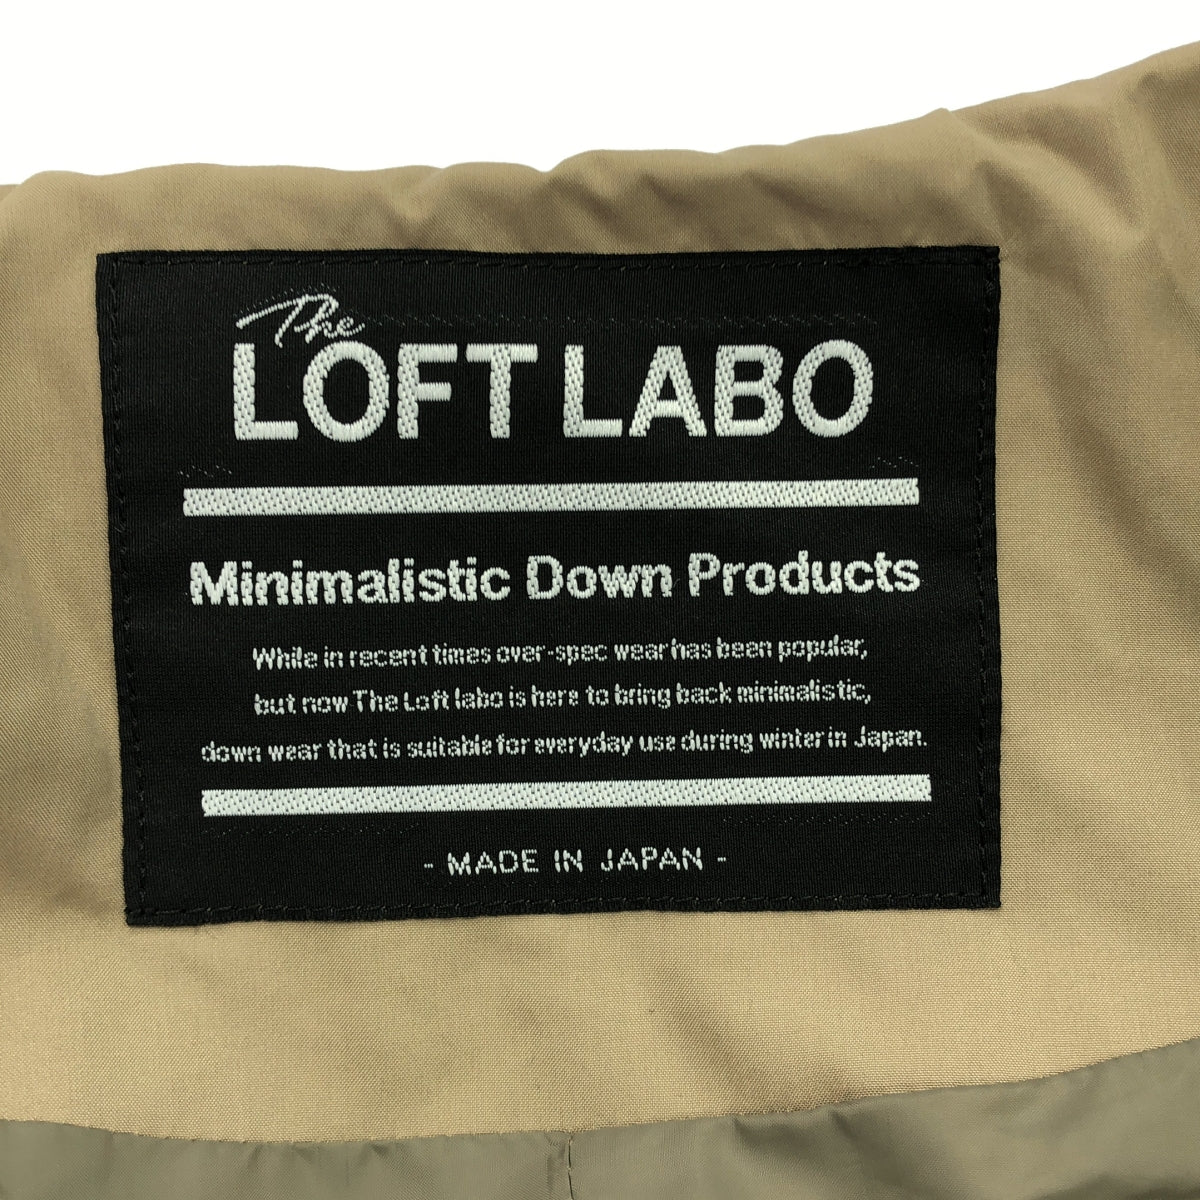 The
LOFT LABO
Minimalistic Down Products
While in recent times over-spec wear has been popular,
but now The Loft labo is here to bring back minimalistic,
down wear that is suitable for everyday use during winter in Japan.
- MADE IN JAPAN -